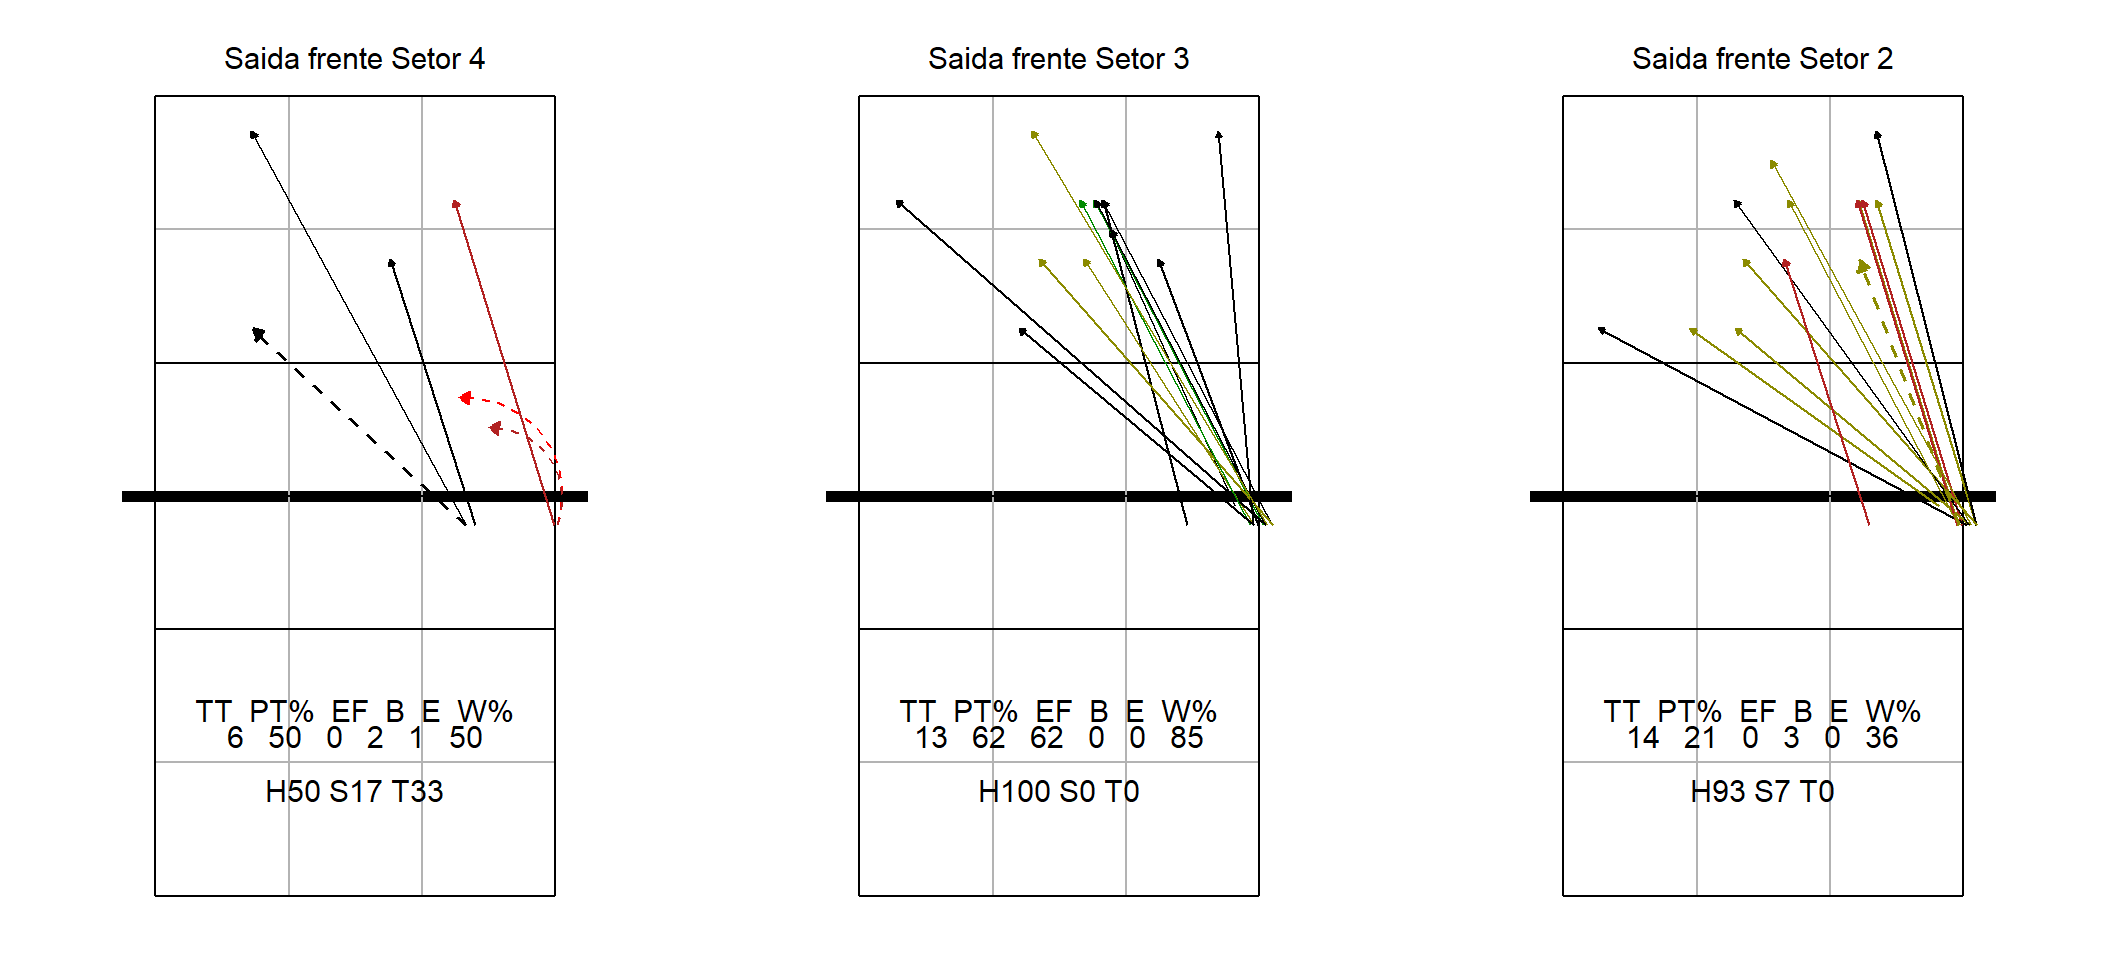 Saida frente Setor 4
TT PT% EF B E W%
6 50 0 2 1 50
H50 S17 T33
Saida frente Setor 3
TT PT% EF B E W%
13 62 62 0 0 85
H100 S0 T0
Saida frente Setor 2
TT PT% EF B E W%
14 21 0 3 0 36
H93 S7 T0